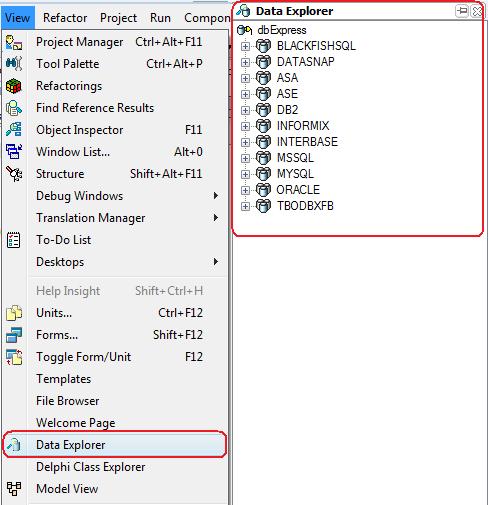 View Refactor Project Run Compon
Project Manager Ctrl+Alt+F11
Tool Palette Ctrl+Alt+P
Refactorings
Find Reference Results
Object Inspector F11
Window List... Alt+0
Structure Shift+Alt+F11
Debug Windows
Translation Manager
To-Do List
Desktops
Help Insight Shift+Ctrl+H
Units... Ctrl+F12
Forms... Shift+F12
Toggle Form/Unit F12
Templates
File Browser
Welcome Page
Data Explorer
Delphi Class Explorer
Model View
Data Explorer
dbExpress
BLACKFISHSQL
DATASNAP
ASA
ASE
DB2
INFORMIX
INTERBASE
MSSQL
MYSQL
ORACLE
TBODBXFB